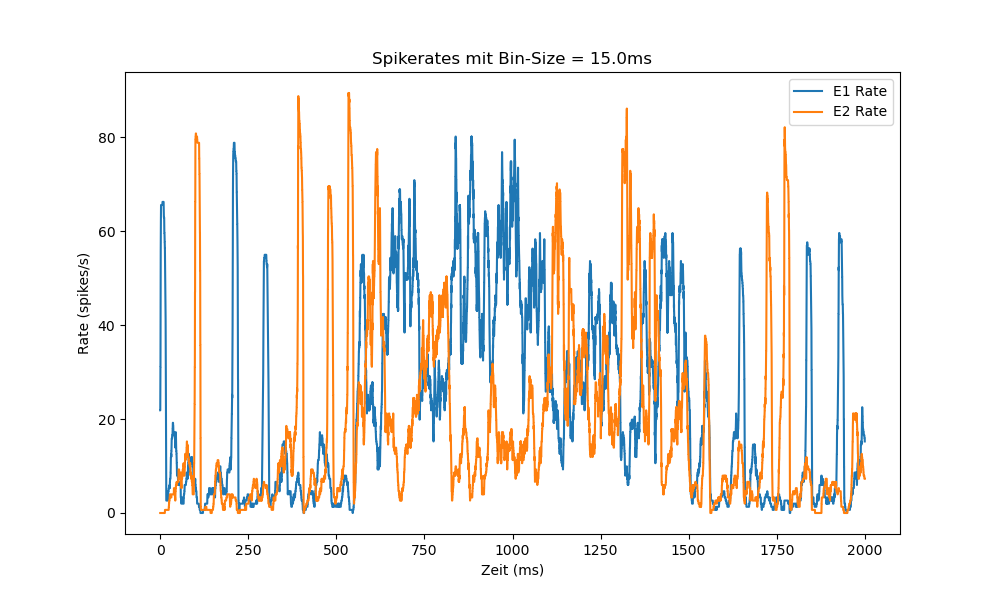 Spikerates mit Bin-Size = 15.0ms
E1 Rate
E2 Rate
Rate (spikes/s)
80
60
40
20
0
0 250 500 750 1000 1250 1500 1750 2000
Zeit (ms)